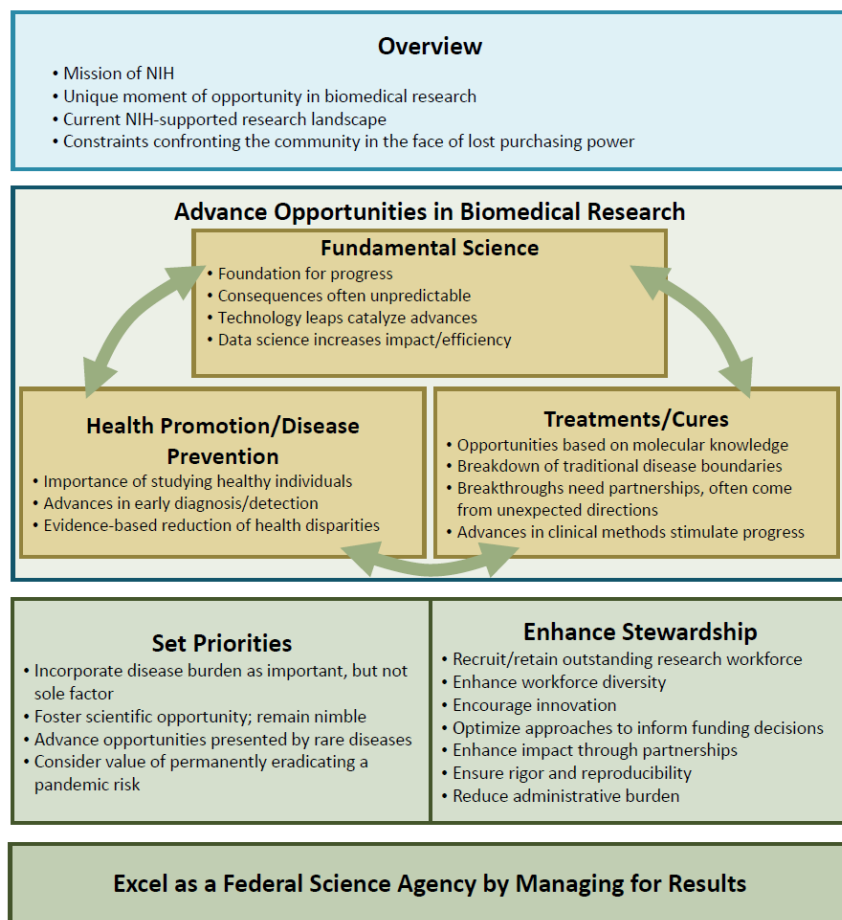 Overview
• Mission of NIH
• Unique moment of opportunity in biomedical research
• Current NIH-supported research landscape
• Constraints confronting the community in the face of lost purchasing power
Advance Opportunities in Biomedical Research
Fundamental Science
• Foundation for progress
• Consequences often unpredictable
• Technology leaps catalyze advances
• Data science increases impact/efficiency
Health Promotion/Disease
Prevention
• Importance of studying healthy individuals
• Advances in early diagnosis/detection
• Evidence-based reduction of health disparities
Treatments/Cures
• Opportunities based on molecular knowledge
• Breakdown of traditional disease boundaries
• Breakthroughs need partnerships, often come
from unexpected directions
• Advances in clinical methods stimulate progress
Set Priorities
• Incorporate disease burden as important, but not
sole factor
• Foster scientific opportunity; remain nimble
• Advance opportunities presented by rare diseases
• Consider value of permanently eradicating a
pandemic risk
Enhance Stewardship
• Recruit/retain outstanding research workforce
• Enhance workforce diversity
• Encourage innovation
• Optimize approaches to inform funding decisions
• Enhance impact through partnerships
• Ensure rigor and reproducibility
• Reduce administrative burden
Excel as a Federal Science Agency by Managing for Results